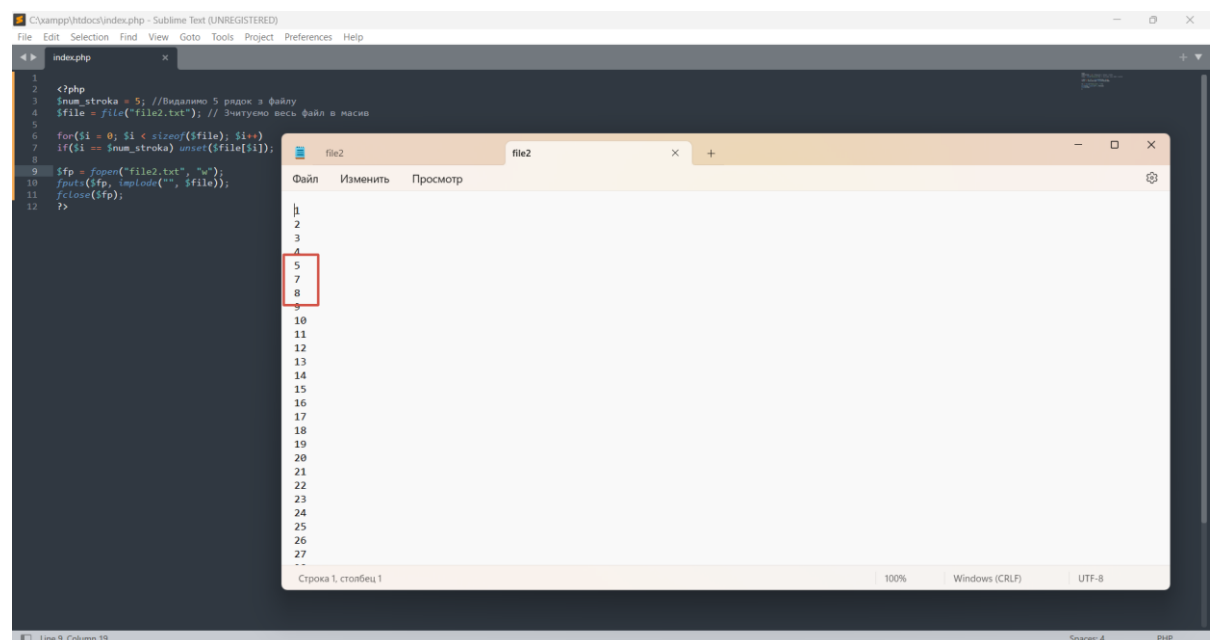 C:\xampp\htdocs\index.php - Sublime Text (UNREGISTERED)
File Edit Selection Find View Goto Tools Project Preferences Help
index.php
1
2 <?php
3 $num_stroka = 5; //Видалимо 5 рядок з файлу
4 $file = file("file2.txt"); // Зчитуємо весь файл в масив
5
6 for($i = 0; $i < sizeof($file); $i++)
7 if($i == $num_stroka) unset($file[$i]);
8
9 $fp = fopen("file2.txt", "w");
10 fputs($fp, implode("", $file));
11 fclose($fp);
12 ?>
file2 file2
Файл Изменить Просмотр
1
2
3
4
5
7
8
9
10
11
12
13
14
15
16
17
18
19
20
21
22
23
24
25
26
27
Строка 1, столбец 1 100% Windows (CRLF) UTF-8
Line 9, Column 19 Spaces: 4 PHP